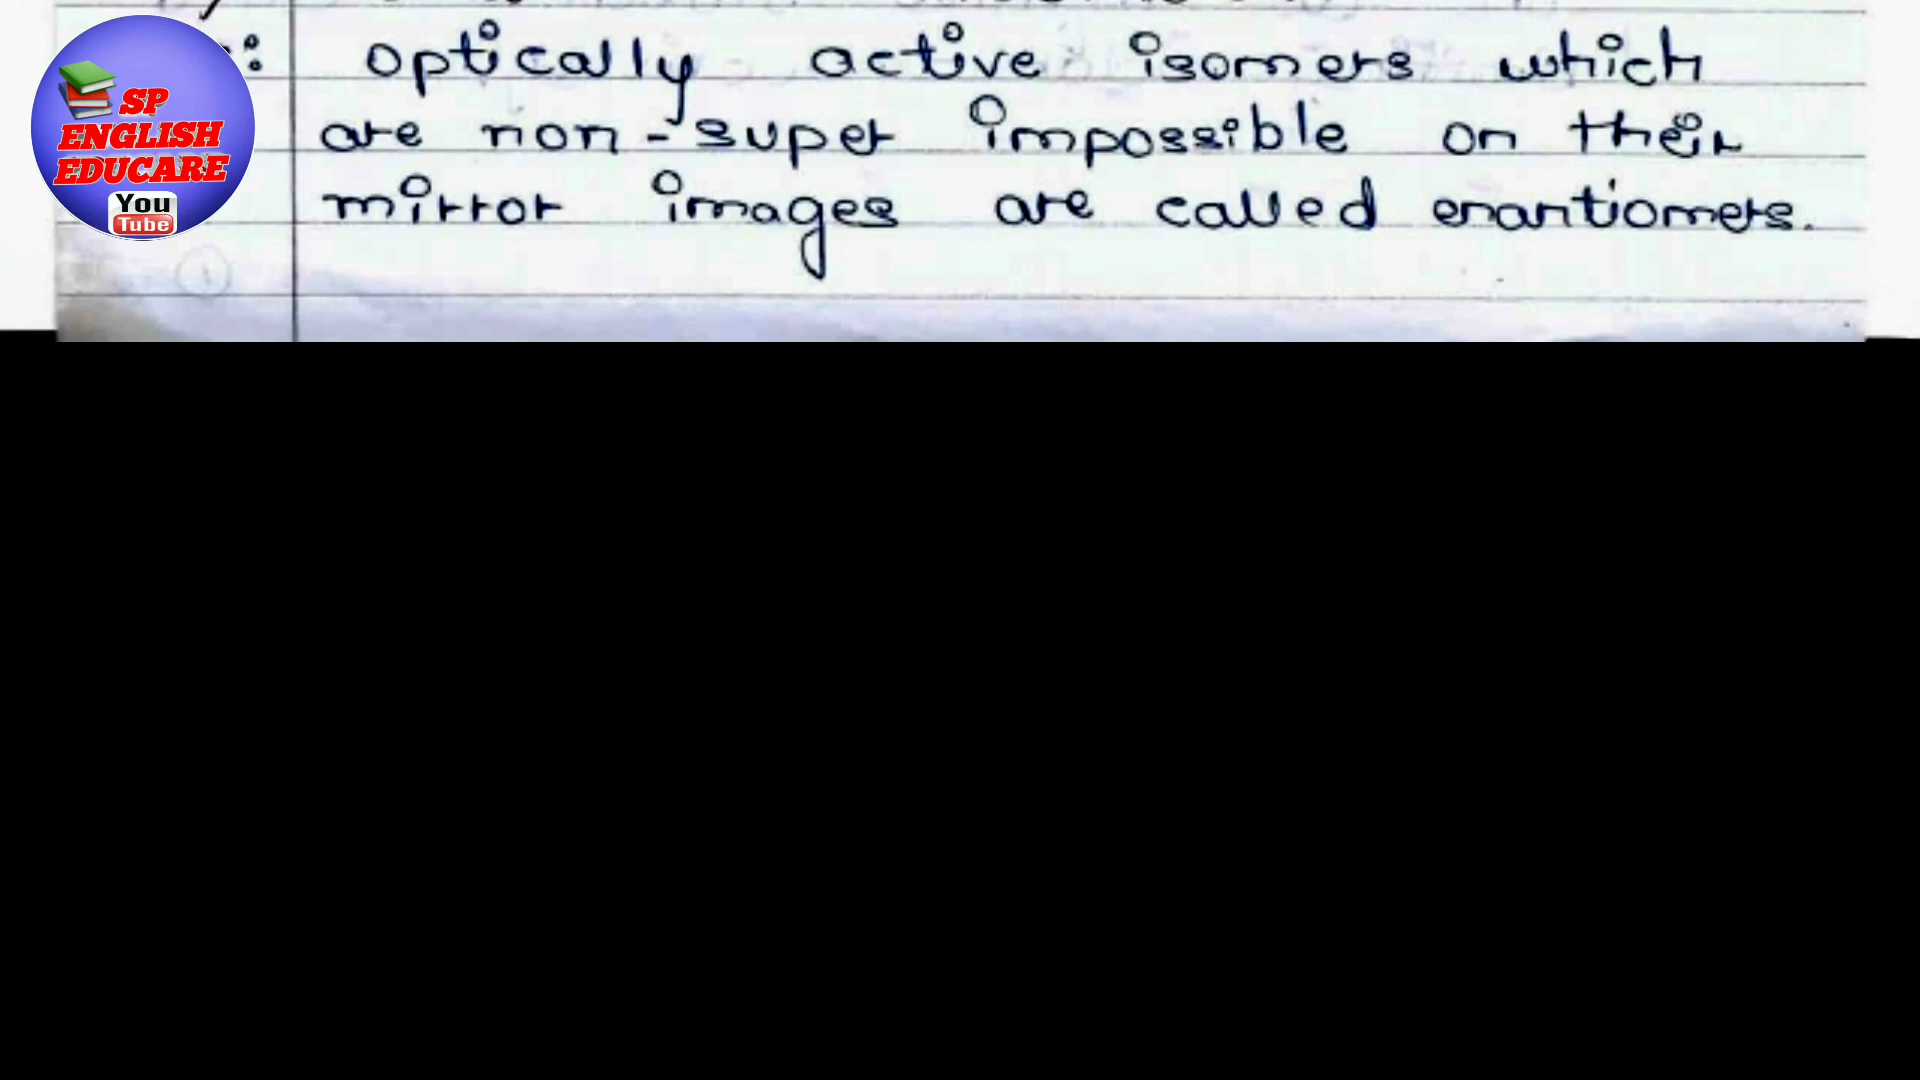 SP
ENGLISH
EDUCARE
You
Tube
optically active isomers which
are non-super impossible on their
mirror images are called enantiomers.